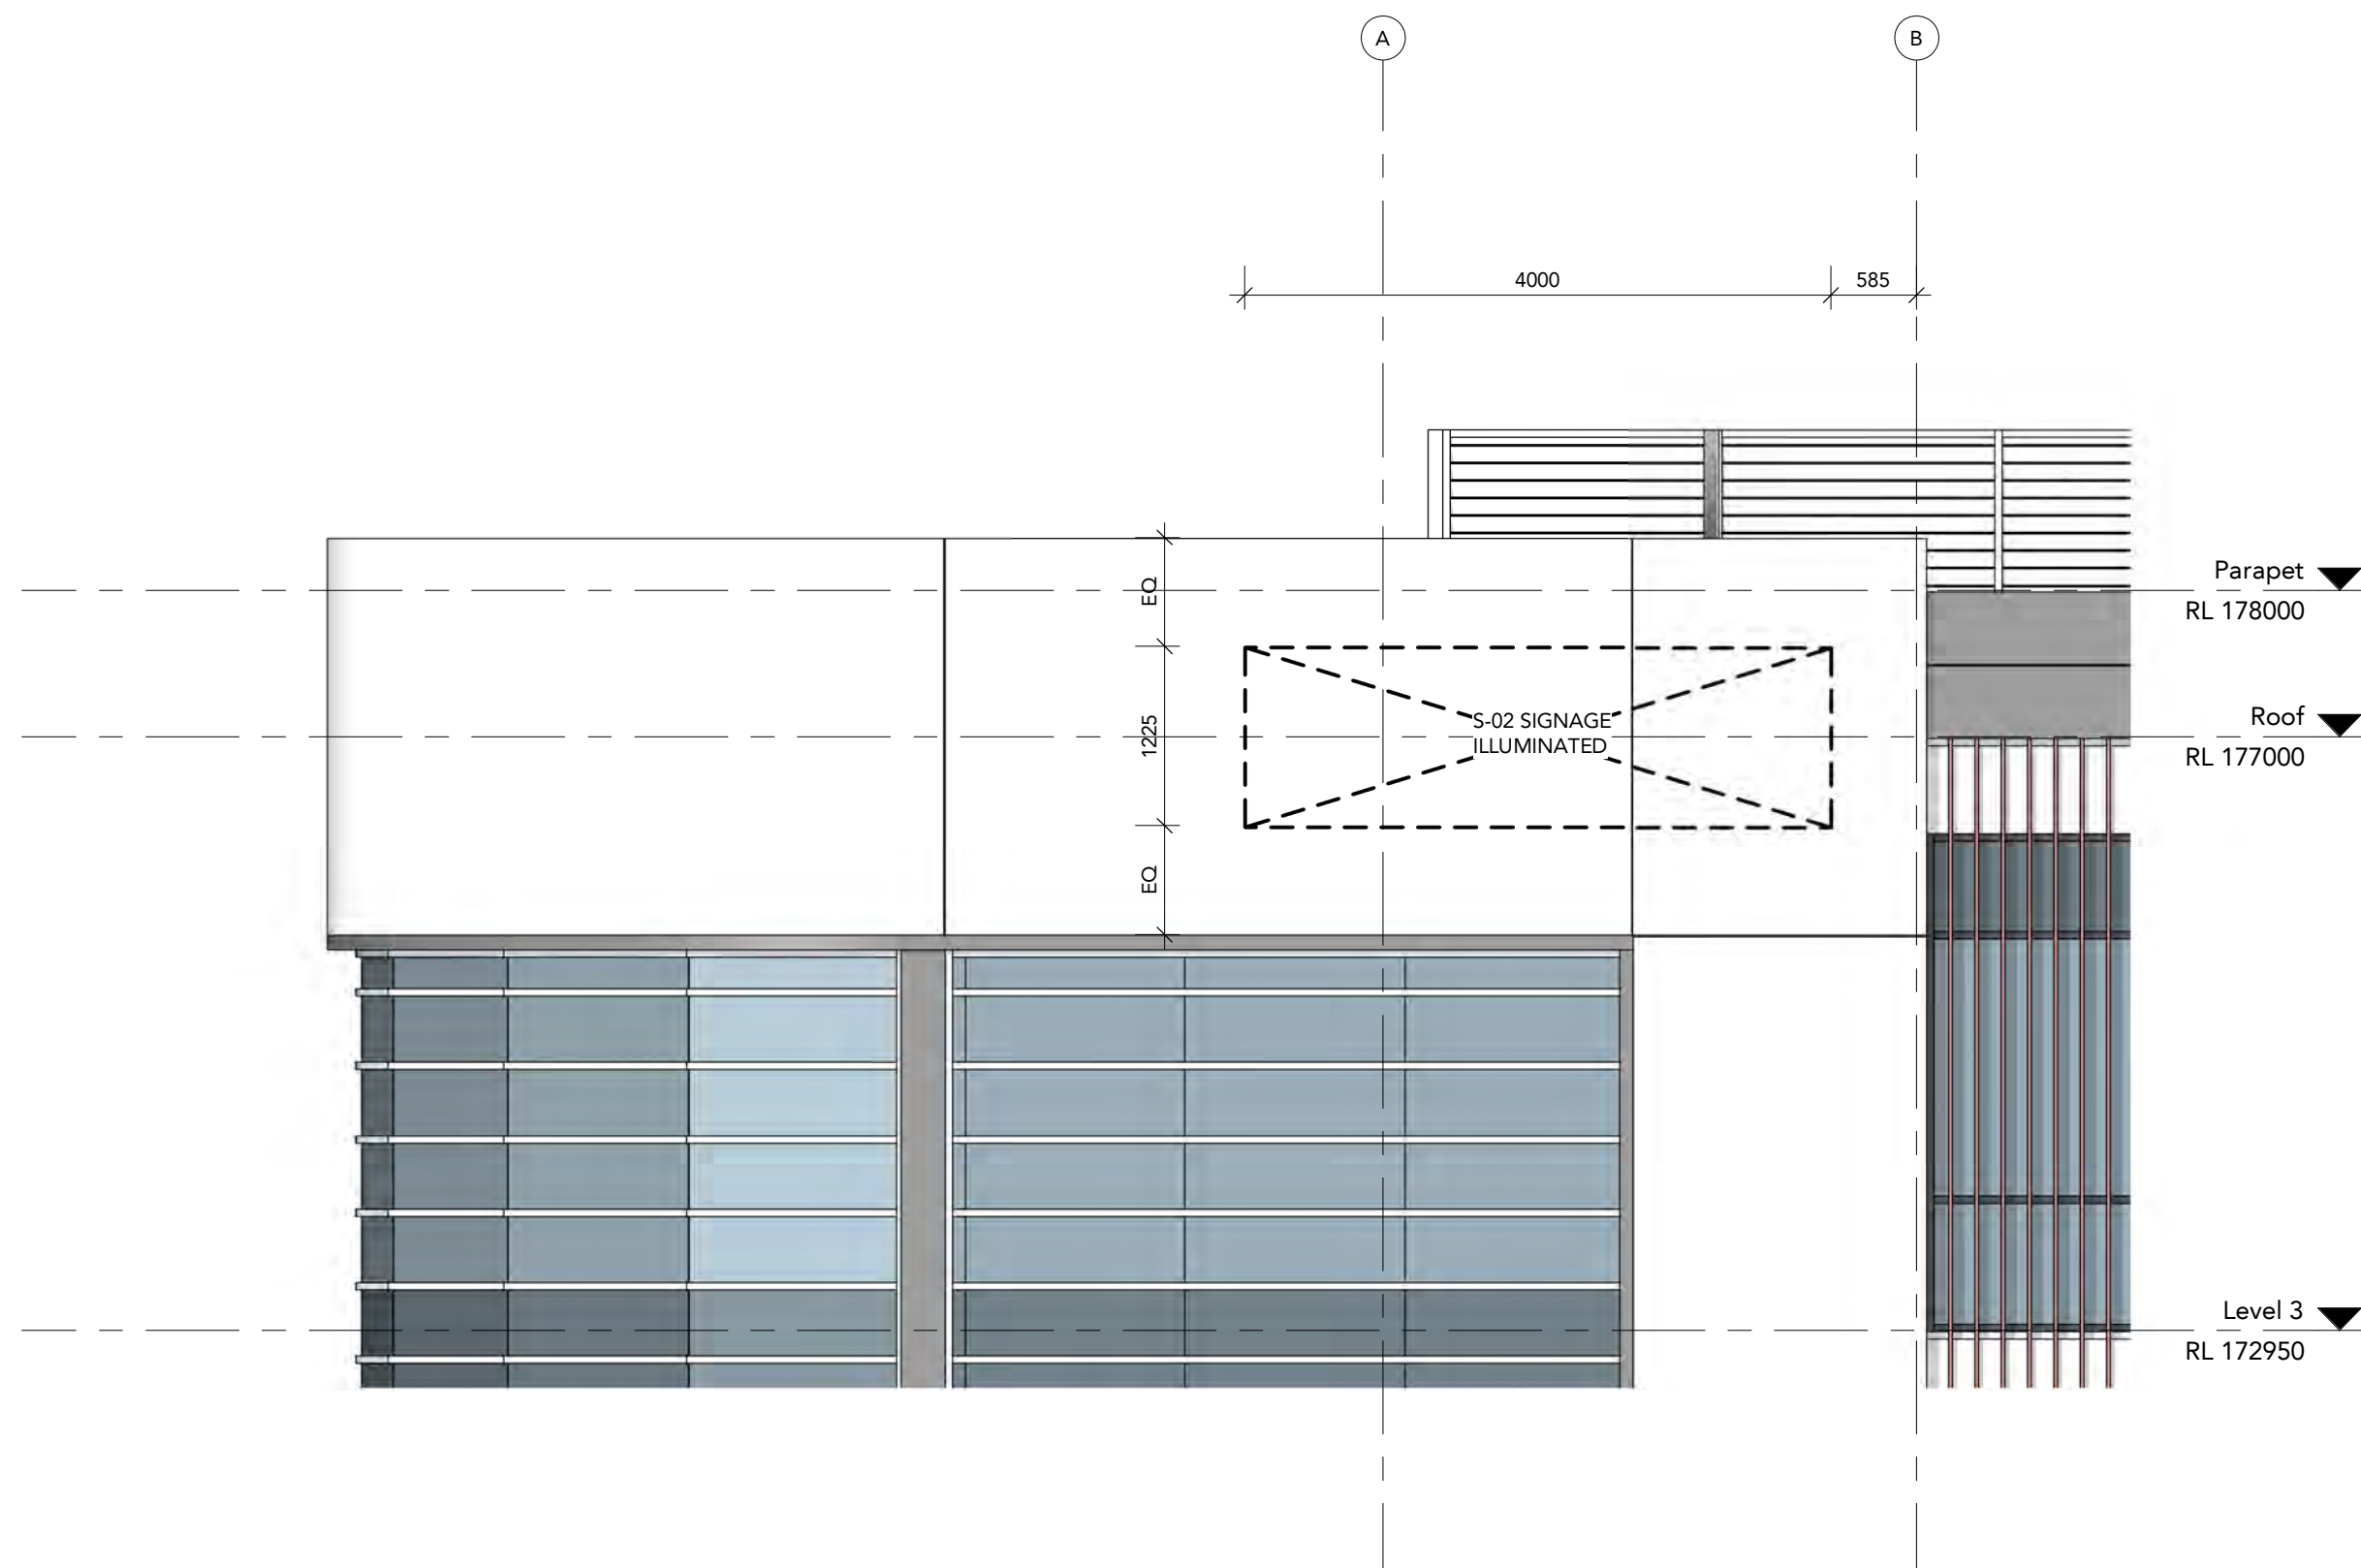 A
B
4000
585
EQ
1225
EQ
S-02 SIGNAGE
ILLUMINATED
Parapet
RL 178000
Roof
RL 177000
Level 3
RL 172950